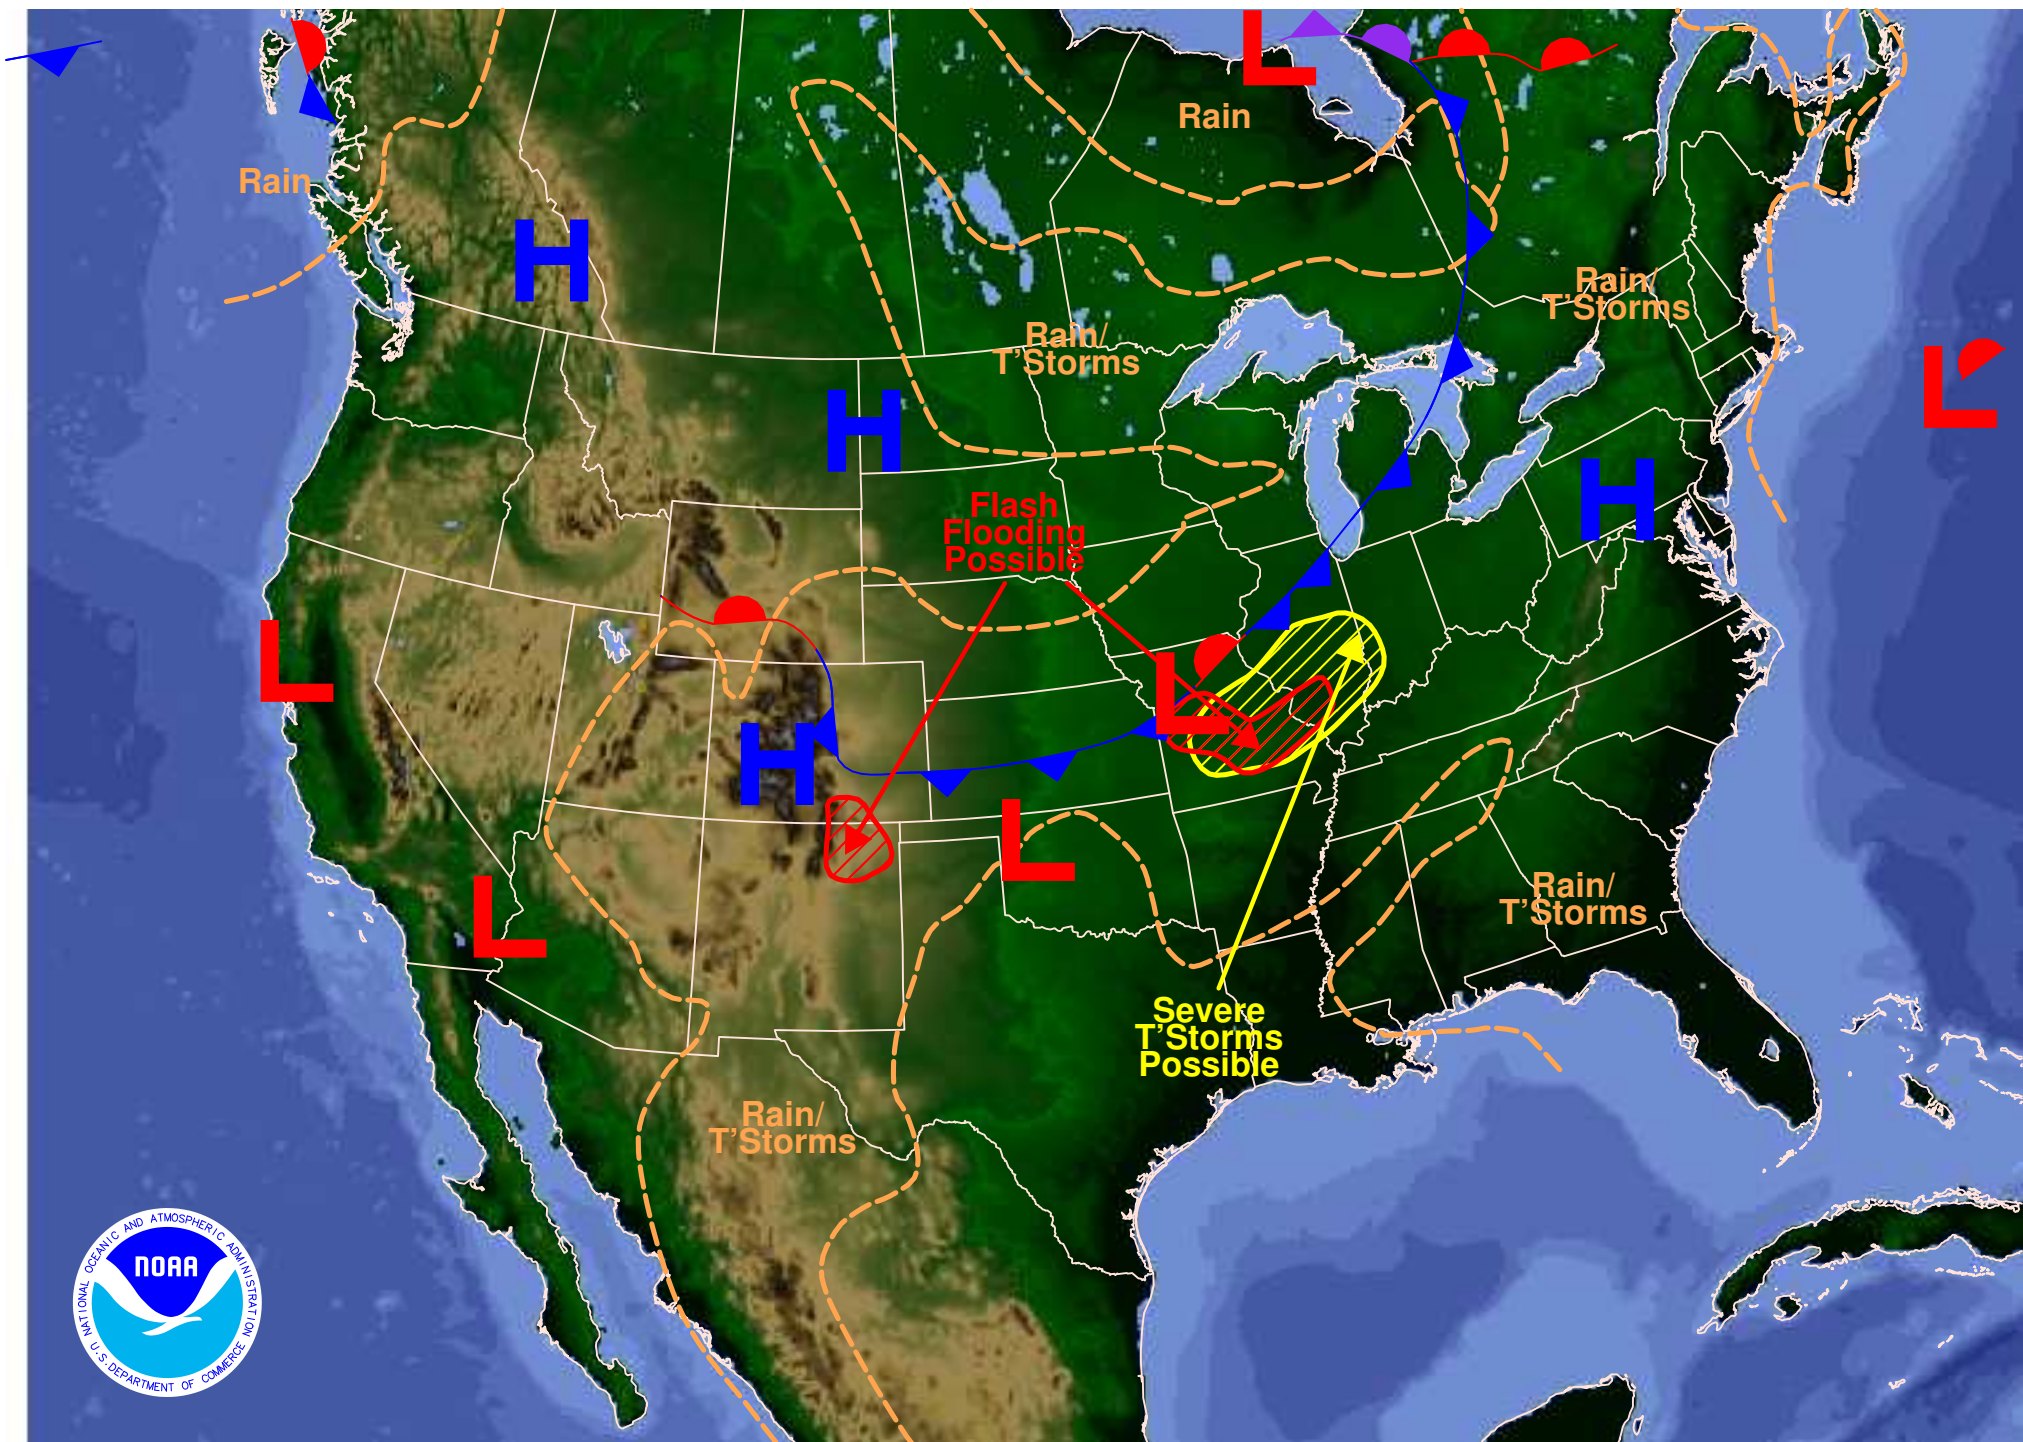 L
Rain
Rain
H
Rain/
T'Storms
Rain/
T'Storms
L
H
H
Flash
Flooding
Possible
L
L
H
L
L
Rain/
T'Storms
Severe
T'Storms
Possible
Rain/
T'Storms
NATIONAL OCEANIC AND ATMOSPHERIC ADMINISTRATION
NOAA
U.S. DEPARTMENT OF COMMERCE